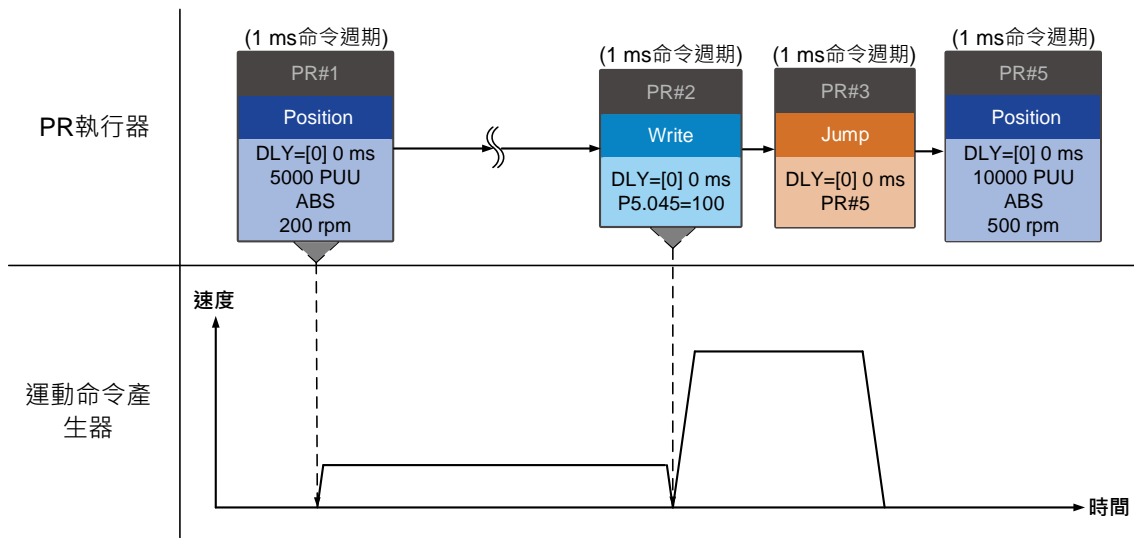 PR執行器
(1 ms命令週期)
PR#1
Position
DLY=[0] 0 ms
5000 PUU
ABS
200 rpm
(1 ms命令週期)
PR#2
Write
DLY=[0] 0 ms
P5.045=100
(1 ms命令週期)
PR#3
Jump
DLY=[0] 0 ms
PR#5
(1 ms命令週期)
PR#5
Position
DLY=[0] 0 ms
10000 PUU
ABS
500 rpm
運動命令產
生器
速度
時間